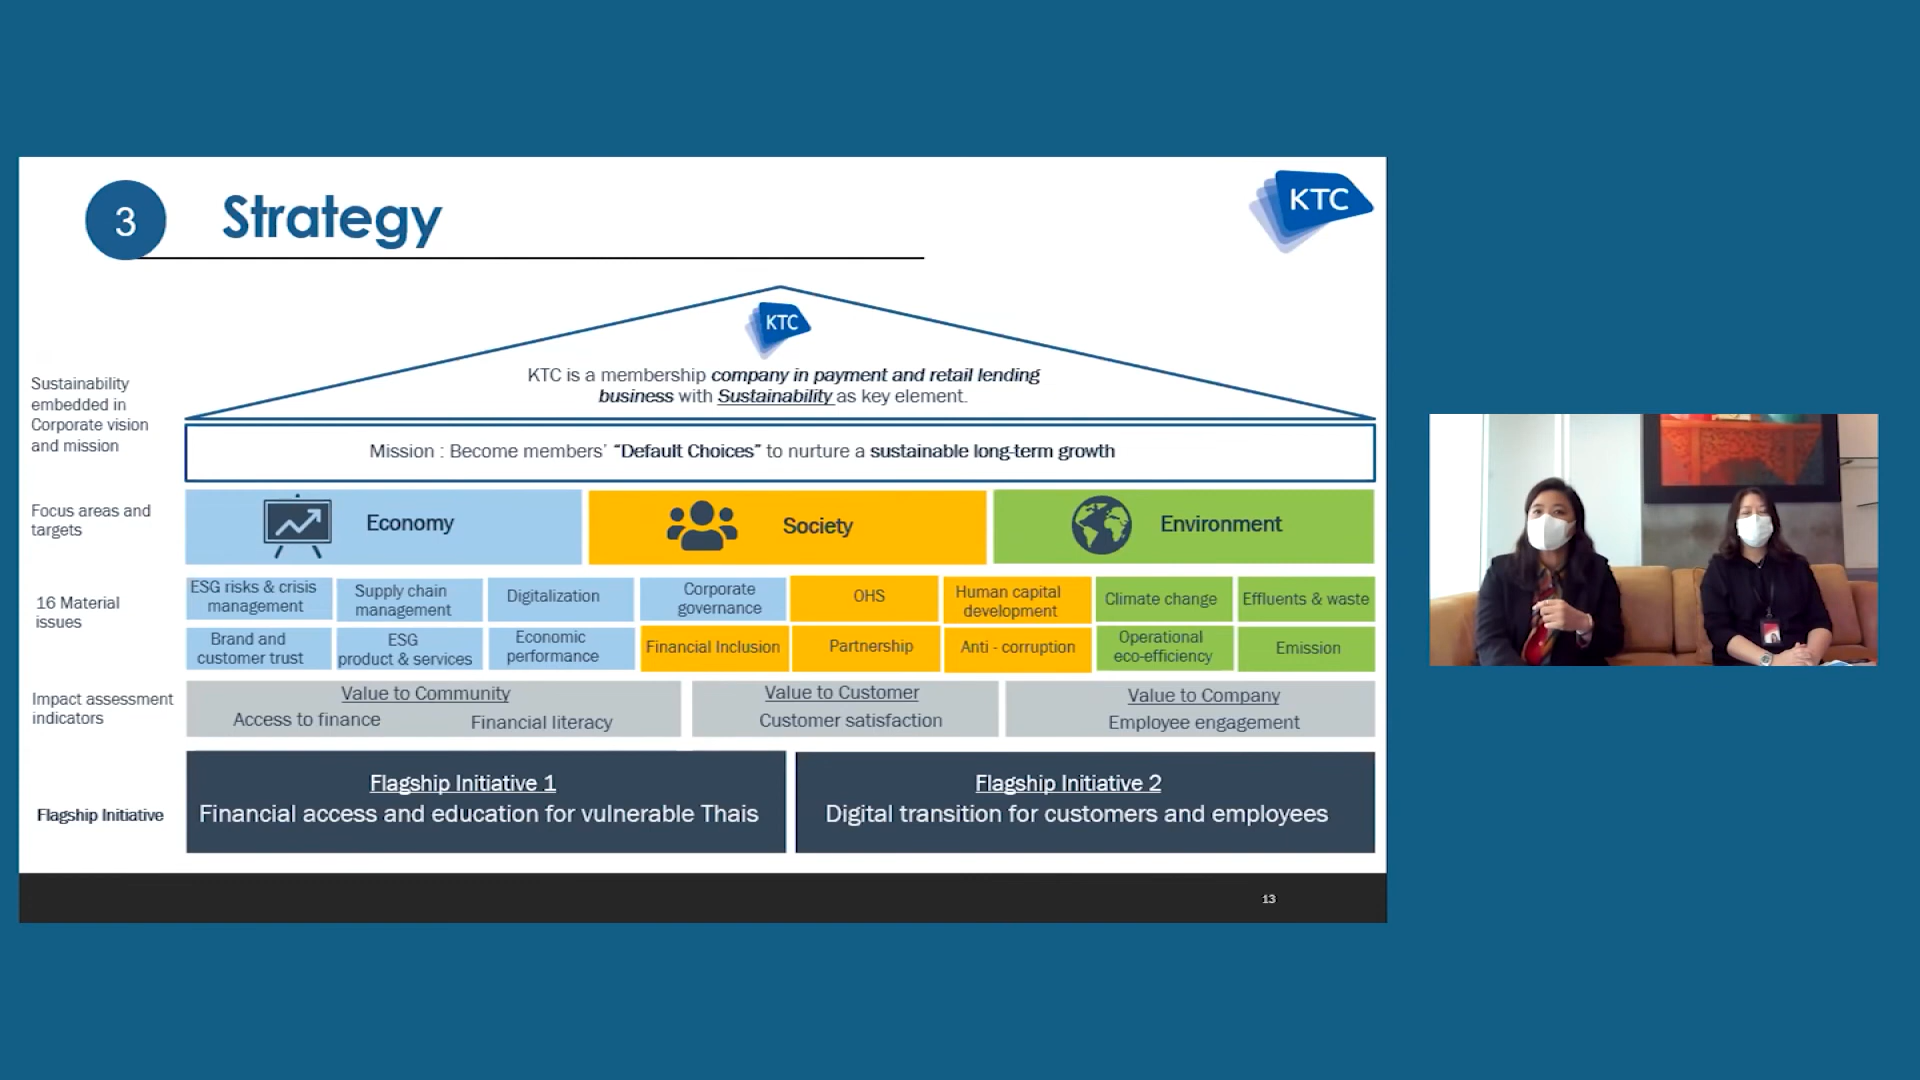 3
Strategy
KTC
KTC
KTC is a membership company in payment and retail lending
business with Sustainability as key element.
Sustainability
embedded in
Corporate vision
and mission
Mission : Become members' “Default Choices” to nurture a sustainable long-term growth
Focus areas and
targets
Economy
Society
Environment
16 Material
issues
ESG risks & crisis
management
Supply chain
management
Digitalization
Corporate
governance
OHS
Human capital
development
Climate change
Effluents & waste
Brand and
customer trust
ESG
product & services
Economic
performance
Financial Inclusion
Partnership
Anti - corruption
Operational
eco-efficiency
Emission
Impact assessment
indicators
Value to Community
Access to finance
Financial literacy
Value to Customer
Customer satisfaction
Value to Company
Employee engagement
Flagship Initiative
Flagship Initiative 1
Financial access and education for vulnerable Thais
Flagship Initiative 2
Digital transition for customers and employees
13